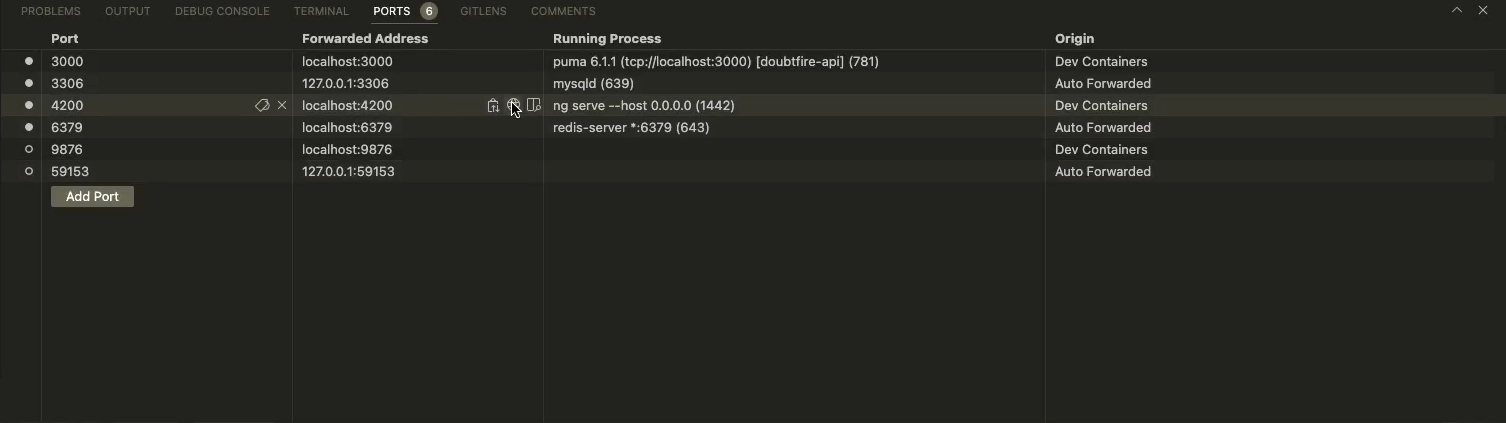 PROBLEMS OUTPUT DEBUG CONSOLE TERMINAL PORTS 6 GITLENS COMMENTS
Port Forwarded Address Running Process Origin
3000 localhost:3000 puma 6.1.1 (tcp://localhost:3000) [doubtfire-api] (781) Dev Containers
3306 127.0.0.1:3306 mysqld (639) Auto Forwarded
4200 localhost:4200 ng serve --host 0.0.0.0 (1442) Dev Containers
6379 localhost:6379 redis-server *:6379 (643) Auto Forwarded
9876 localhost:9876 Dev Containers
59153 127.0.0.1:59153 Auto Forwarded
Add Port